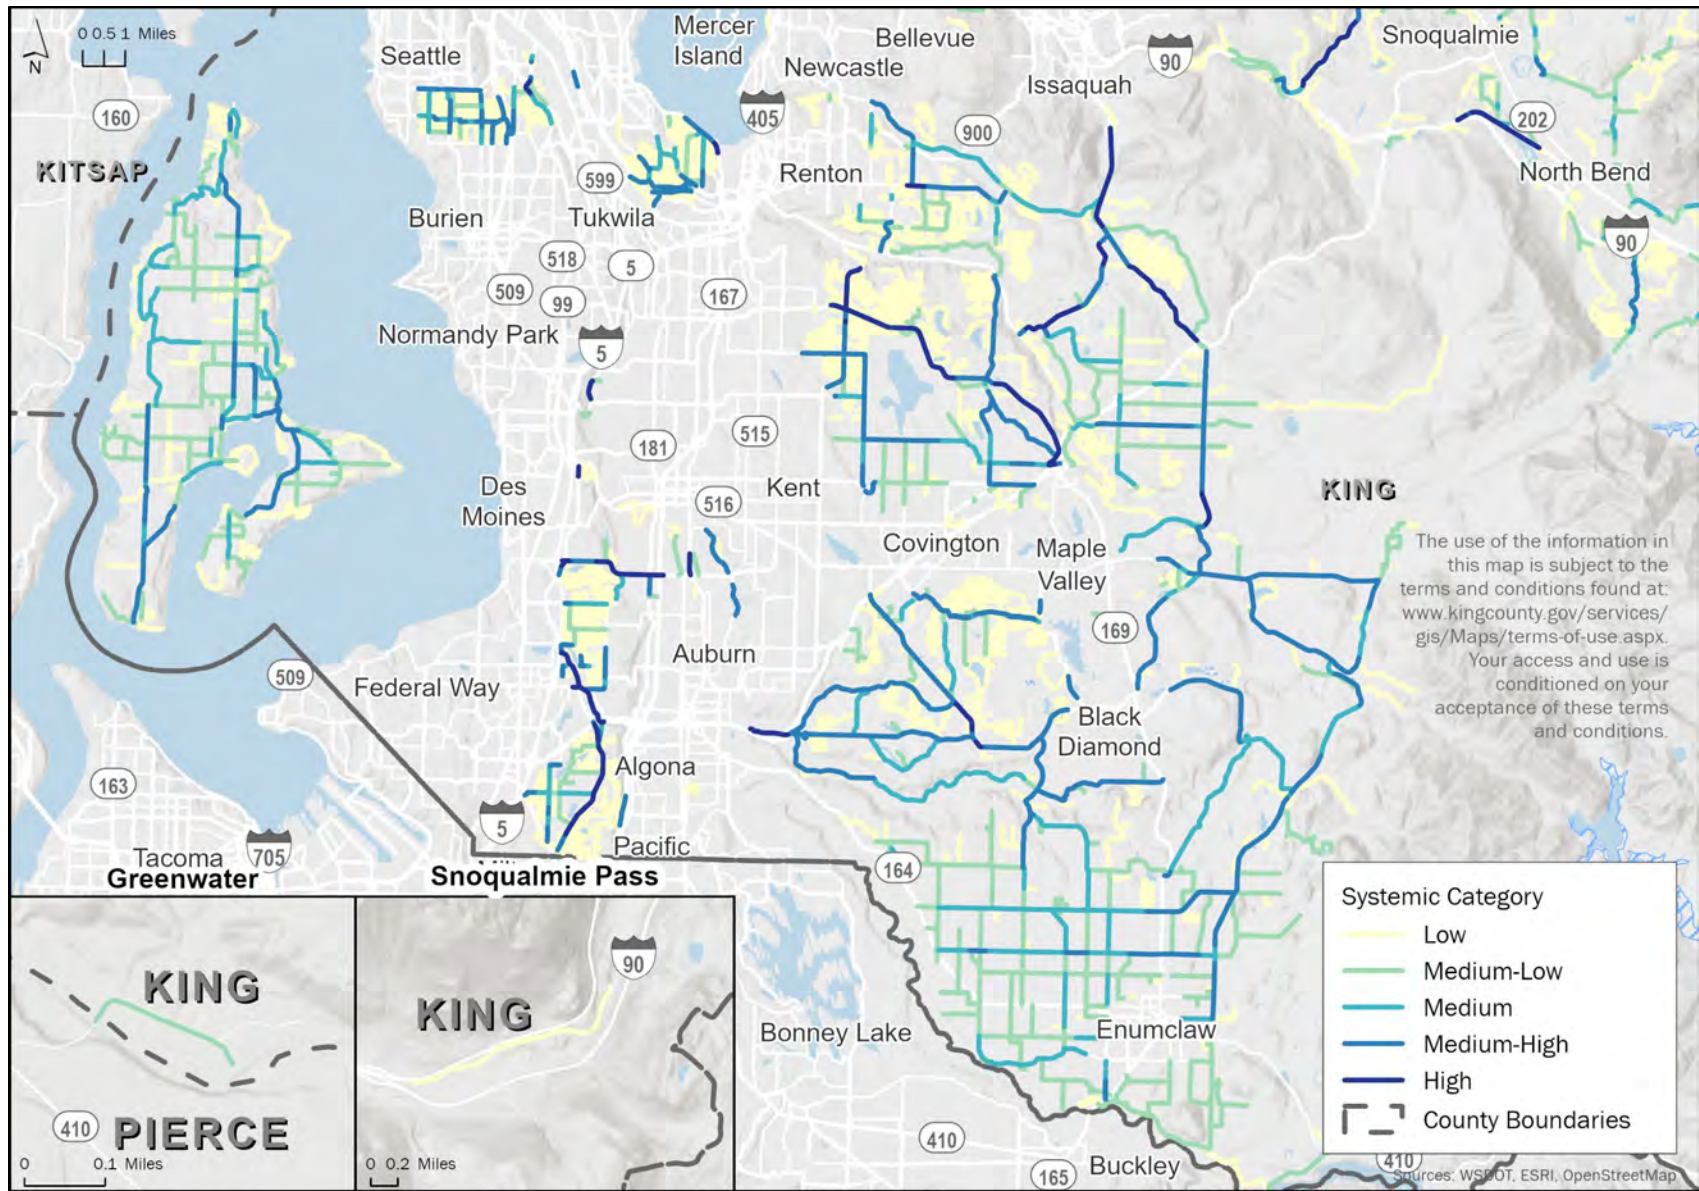 0 0.5 1 Miles
N
160
KITSAP
Seattle
Mercer
Island
Bellevue
Newcastle
405
Issaquah
90
Snoqualmie
202
North Bend
90
900
Renton
599
Burien
Tukwila
518
5
509
99
167
Normandy Park
5
181
515
Des
Moines
516
Kent
Covington
Maple
Valley
KING
169
Auburn
509
Federal Way
Black
Diamond
Algona
163
5
Pacific
Tacoma
705
164
Greenwater
Snoqualmie Pass
KING
PIERCE
410
0 0.1 Miles
KING
90
0 0.2 Miles
Bonney Lake
Enumclaw
410
165
Buckley
410
The use of the information in
this map is subject to the
terms and conditions found at:
www.kingcounty.gov/services/
gis/Maps/terms-of-use.aspx.
Your access and use is
conditioned on your
acceptance of these terms
and conditions.
Systemic Category
Low
Medium-Low
Medium
Medium-High
High
County Boundaries
Sources: WSDOT, ESRI, OpenStreetMap